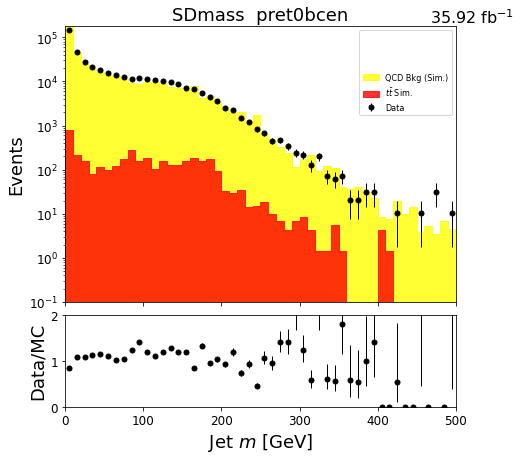 SDmass  pret0bcen
35.92 fb⁻¹
QCD Bkg (Sim.)
tt̄ Sim.
Data
Events
10⁵
10⁴
10³
10²
10¹
10⁰
10⁻¹
Data/MC
2
1
0
0 100 200 300 400 500
Jet m [GeV]